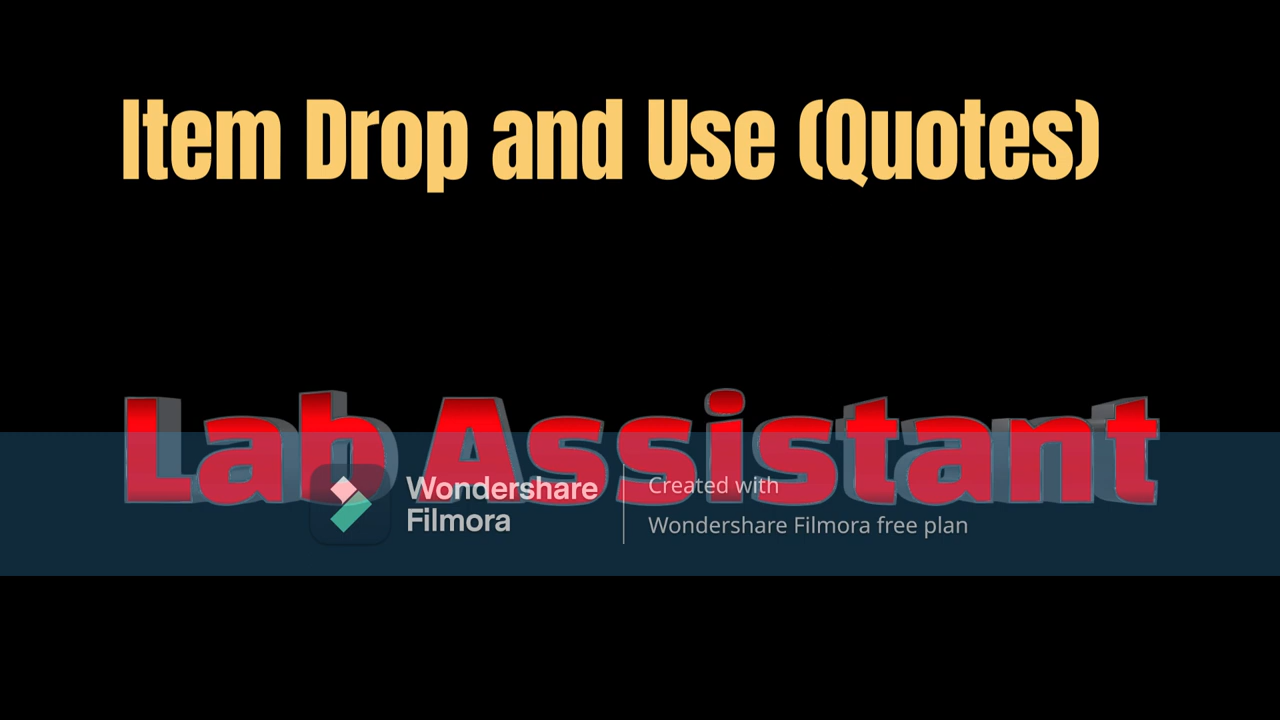 Item Drop and Use (Quotes)
Lab Assistant
Wondershare
Filmora
Created with
Wondershare Filmora free plan